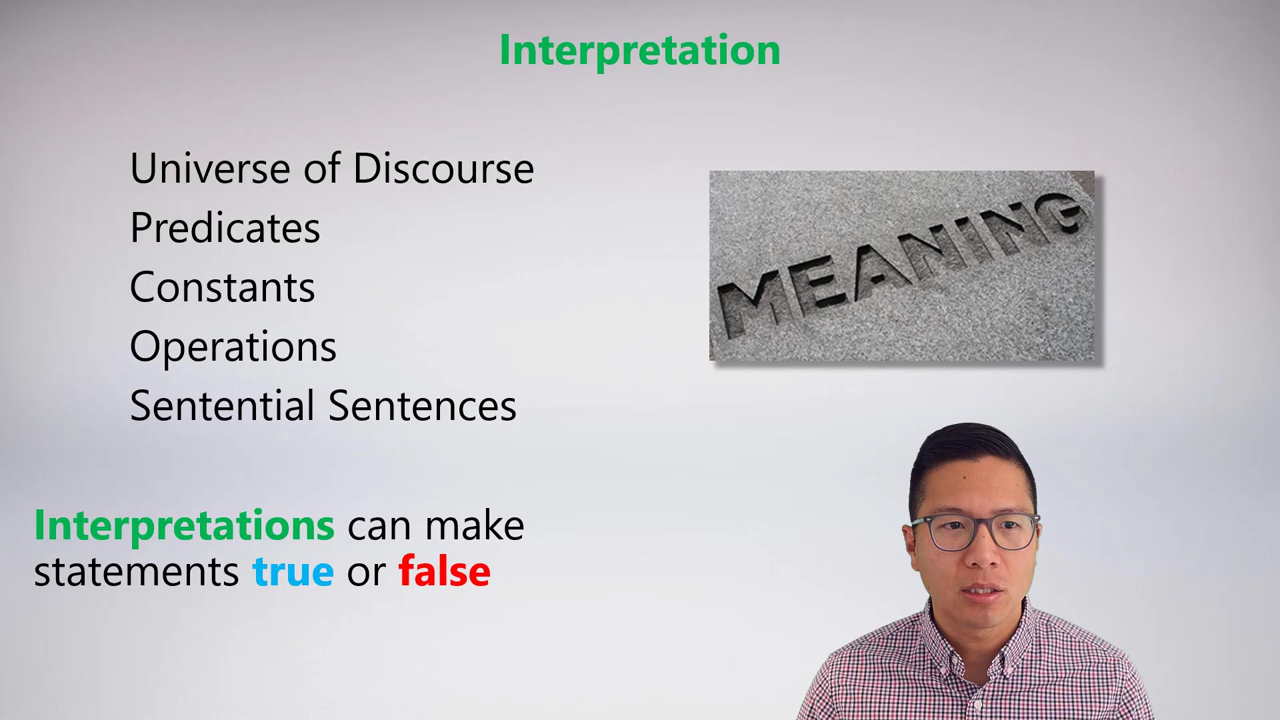 Interpretation
Universe of Discourse
Predicates
Constants
Operations
Sentential Sentences
MEANING
Interpretations can make
statements true or false